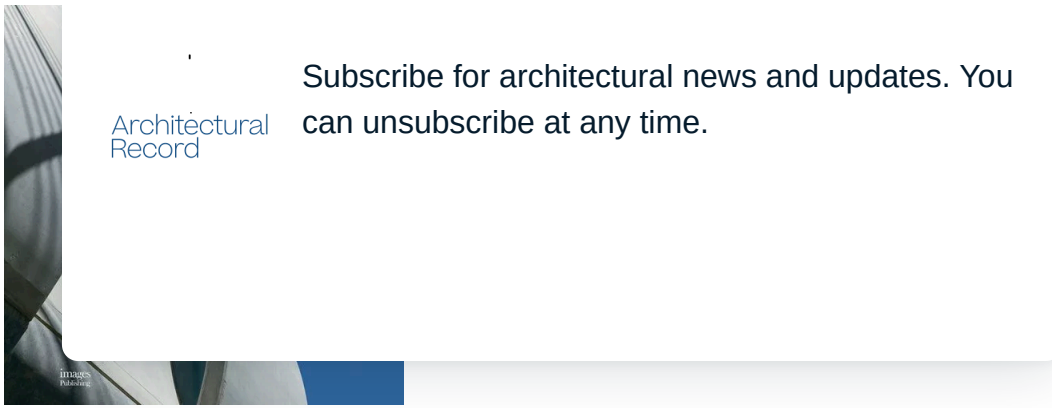 Architectural
Record
Subscribe for architectural news and updates. You
can unsubscribe at any time.
images
Publishing